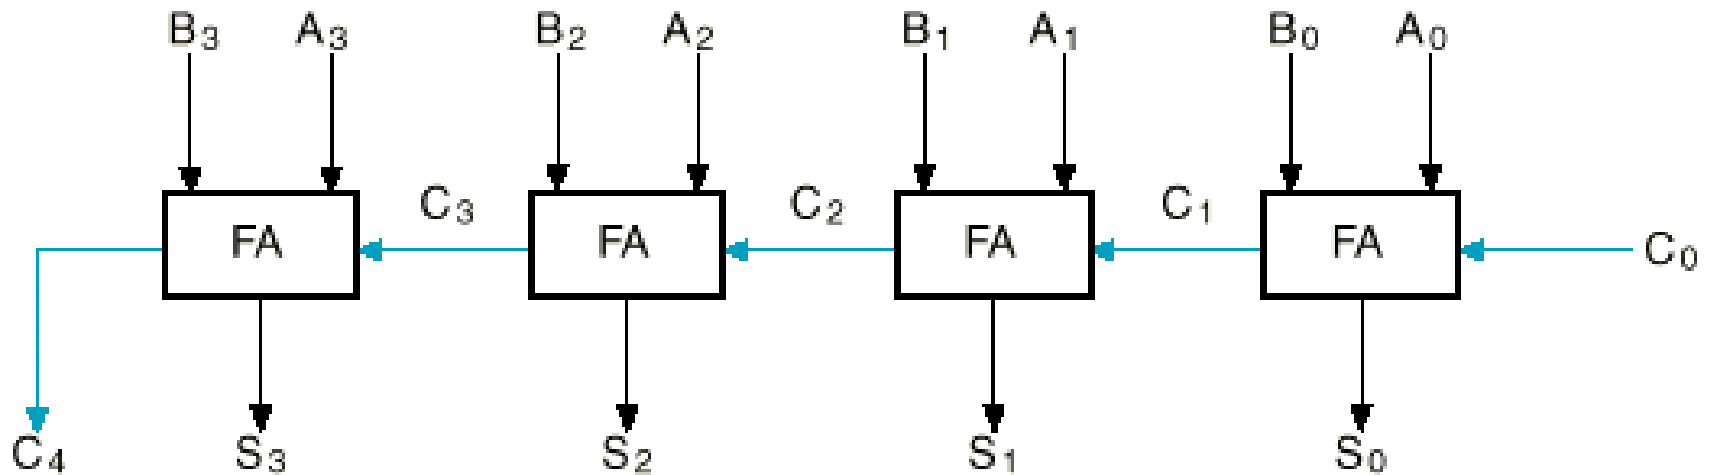 B3 A3 B2 A2 B1 A1 B0 A0
C3 C2 C1
FA FA FA FA C0
C4 S3 S2 S1 S0